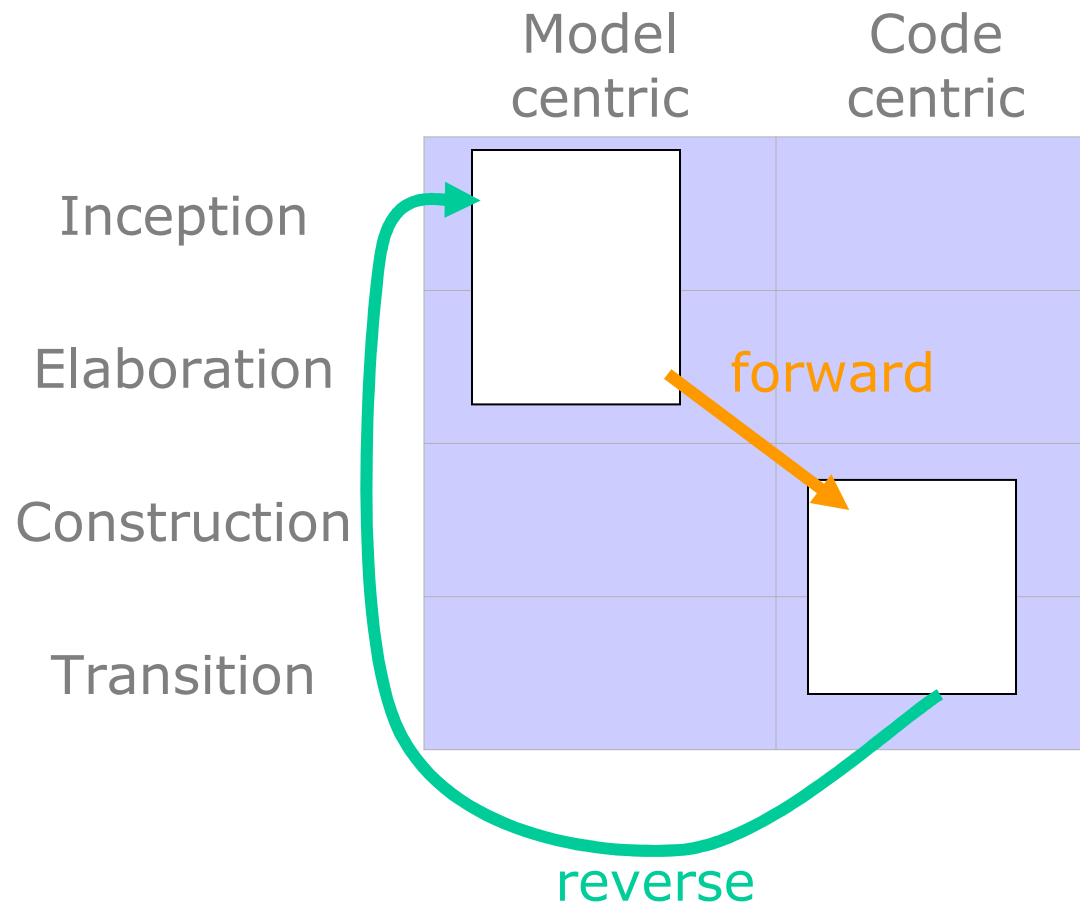 Model
centric
Code
centric
Inception
Elaboration
forward
Construction
Transition
reverse